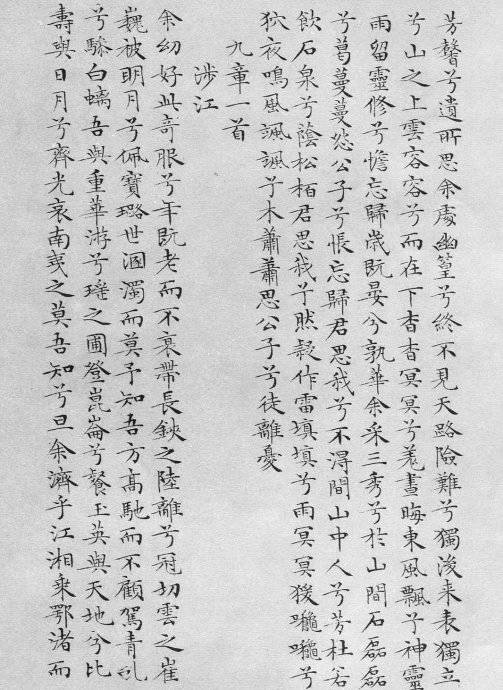 芳馨兮遺所思余處幽篁兮終不見天路險難兮獨後来表獨立
兮山之上雲容容兮而在下杳杳冥冥兮羌晝晦東風飄兮神靈
雨留靈修兮憺忘歸歲既晏兮孰華余采三秀兮於山間石磊磊
兮葛蔓蔓怨公子兮悵忘歸君思我兮不得間山中人兮芳杜若
飲石泉兮蔭松栢君思我兮然疑作雷填填兮雨冥冥猨啾啾兮
狖夜鳴風諷諷兮木蕭蕭思公子兮徒離憂
九章一首
涉江
余幼好此奇服兮年既老而不衰帶長鋏之陸離兮冠切雲之崔
巍被明月兮佩寶璐世溷濁而莫予知吾方髙馳而不顧駕青虬
兮驂白螭吾與重華游兮瑤之圃登崑崙兮餐玉英與天地兮比
壽與日月兮齊光哀南夷之莫吾知兮旦余濟乎江湘乗鄂渚而